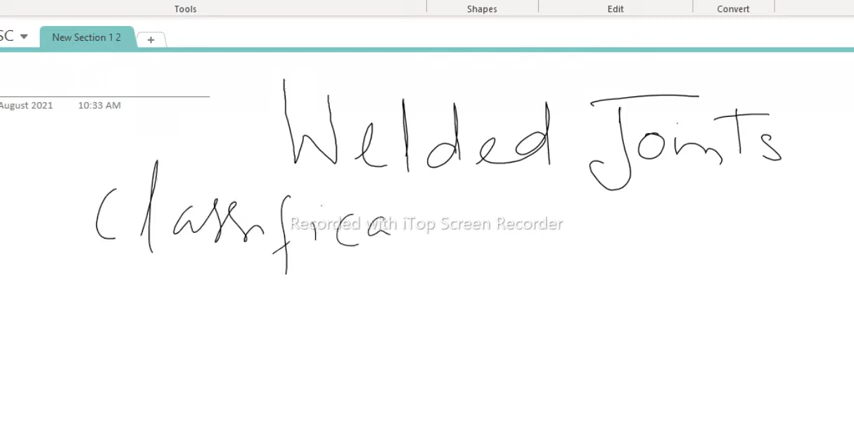 Tools Shapes Edit Convert
SC New Section 1 2 +
August 2021 10:33 AM
Welded Joints
Classifica
Recorded with iTop Screen Recorder